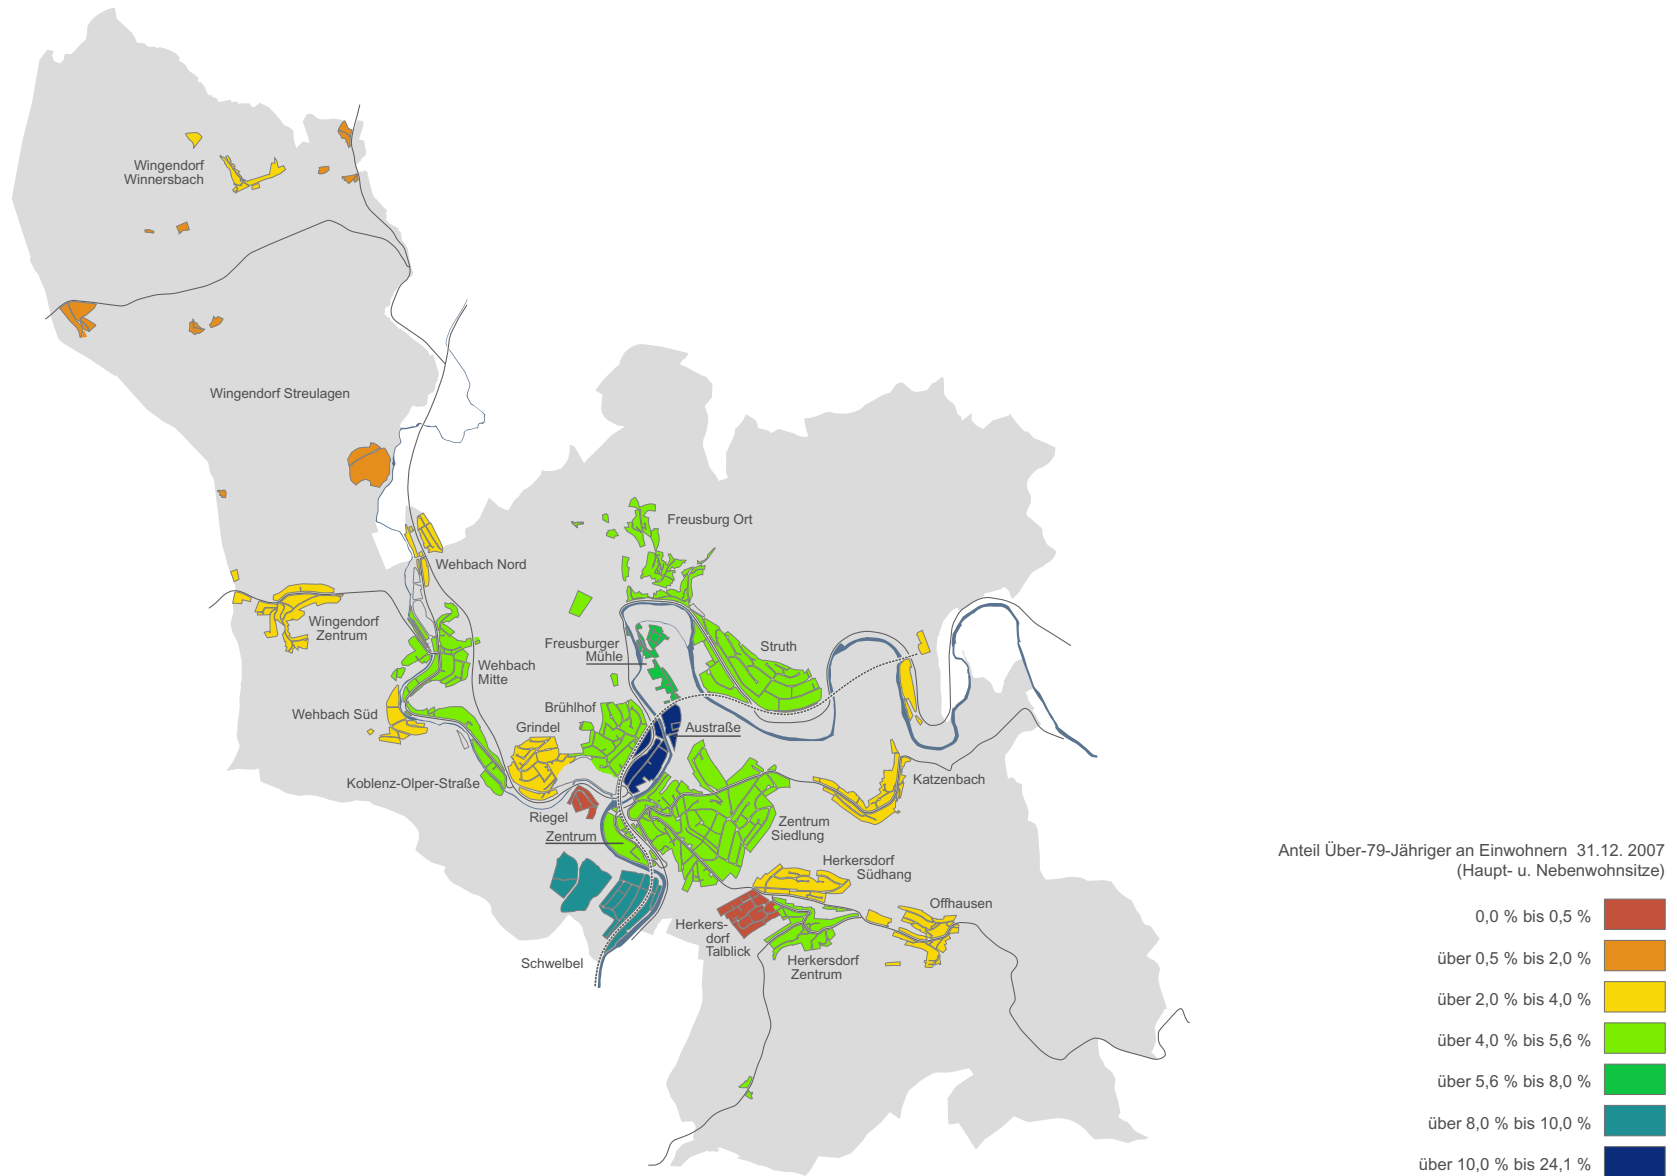 Wingendorf
Winnersbach
Wingendorf Streulagen
Freusburg Ort
Wehbach Nord
Wingendorf
Zentrum
Freusburger
Mühle
Struth
Wehbach
Mitte
Wehbach Süd
Brühlhof
Grindel
Austraße
Koblenz-Olper-Straße
Katzenbach
Riegel
Zentrum
Zentrum
Siedlung
Herkersdorf
Südhang
Offhausen
Herkers-
dorf
Talblick
Herkersdorf
Zentrum
Schwelbel
Anteil Über-79-Jähriger an Einwohnern 31.12. 2007
(Haupt- u. Nebenwohnsitze)
0,0 % bis 0,5 %
über 0,5 % bis 2,0 %
über 2,0 % bis 4,0 %
über 4,0 % bis 5,6 %
über 5,6 % bis 8,0 %
über 8,0 % bis 10,0 %
über 10,0 % bis 24,1 %